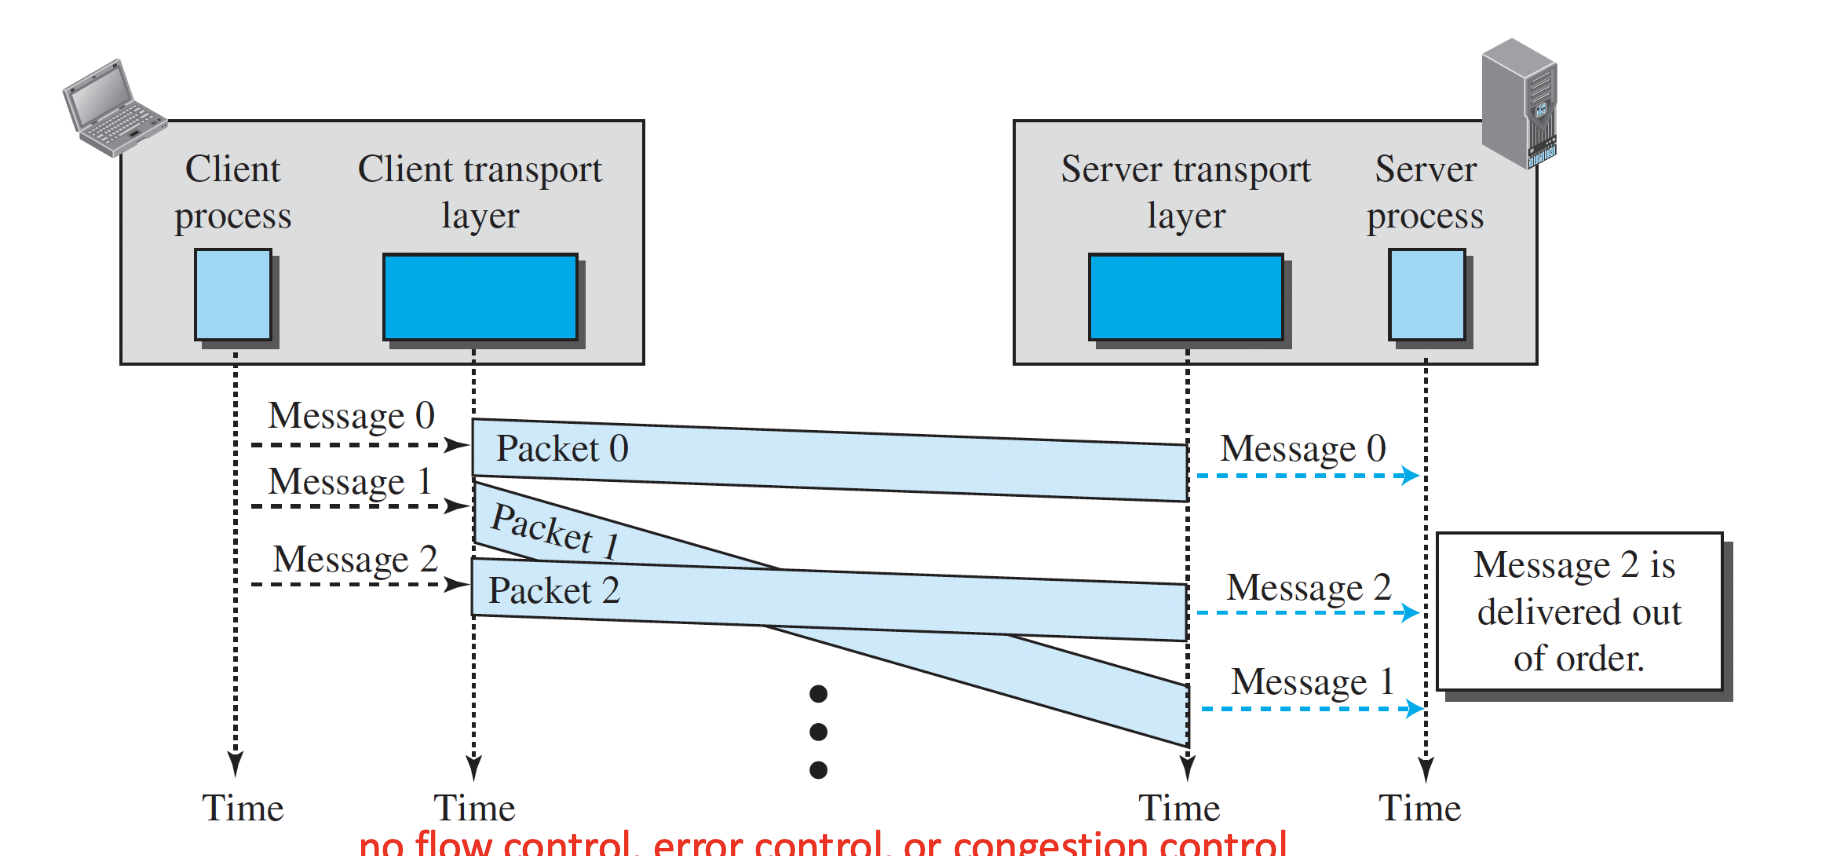 Client
process
Client transport
layer
Server transport
layer
Server
process
Message 0
Packet 0
Message 0
Message 1
Packet 1
Message 2
Packet 2
Message 2
Message 2 is
delivered out
of order.
Message 1
Time
Time
Time
Time
no flow control, error control, or congestion control